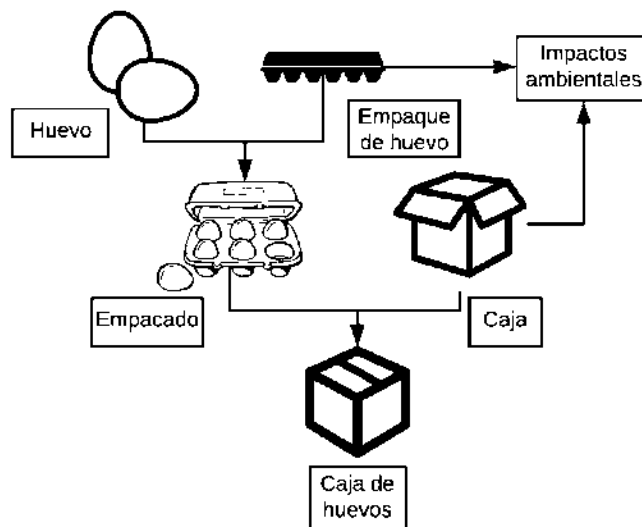 Impactos
ambientales
Huevo
Empaque
de huevo
Empacado
Caja
Caja de
huevos